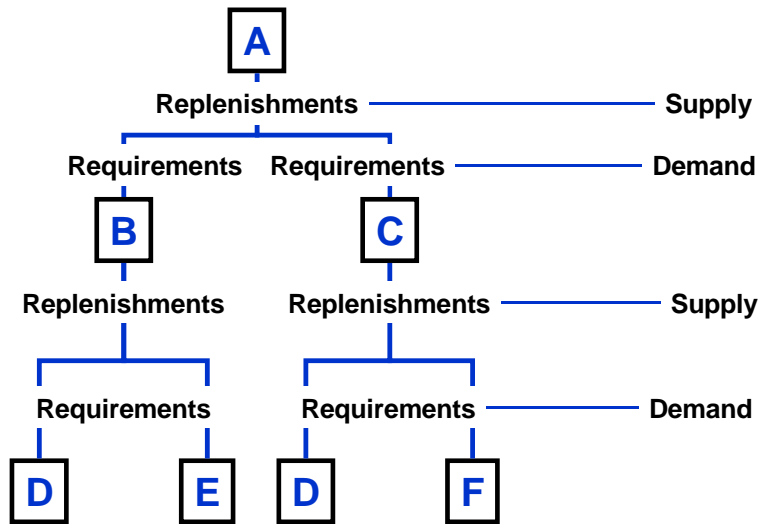 A
Replenishments Supply
Requirements Requirements Demand
B C
Replenishments Replenishments Supply
Requirements Requirements Demand
D E D F